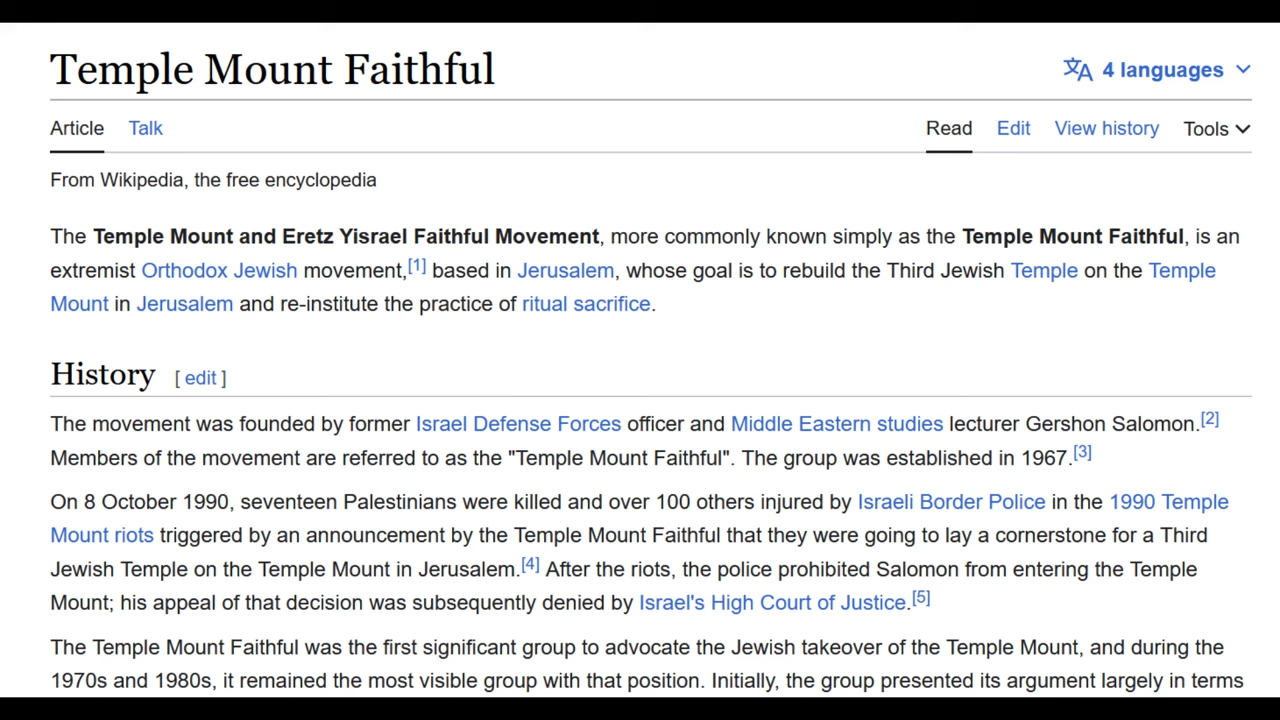 Temple Mount Faithful
4 languages
Article Talk Read Edit View history Tools
From Wikipedia, the free encyclopedia
The Temple Mount and Eretz Yisrael Faithful Movement, more commonly known simply as the Temple Mount Faithful, is an
extremist Orthodox Jewish movement,[1] based in Jerusalem, whose goal is to rebuild the Third Jewish Temple on the Temple
Mount in Jerusalem and re-institute the practice of ritual sacrifice.
History [ edit ]
The movement was founded by former Israel Defense Forces officer and Middle Eastern studies lecturer Gershon Salomon.[2]
Members of the movement are referred to as the "Temple Mount Faithful". The group was established in 1967.[3]
On 8 October 1990, seventeen Palestinians were killed and over 100 others injured by Israeli Border Police in the 1990 Temple
Mount riots triggered by an announcement by the Temple Mount Faithful that they were going to lay a cornerstone for a Third
Jewish Temple on the Temple Mount in Jerusalem.[4] After the riots, the police prohibited Salomon from entering the Temple
Mount; his appeal of that decision was subsequently denied by Israel's High Court of Justice.[5]
The Temple Mount Faithful was the first significant group to advocate the Jewish takeover of the Temple Mount, and during the
1970s and 1980s, it remained the most visible group with that position. Initially, the group presented its argument largely in terms